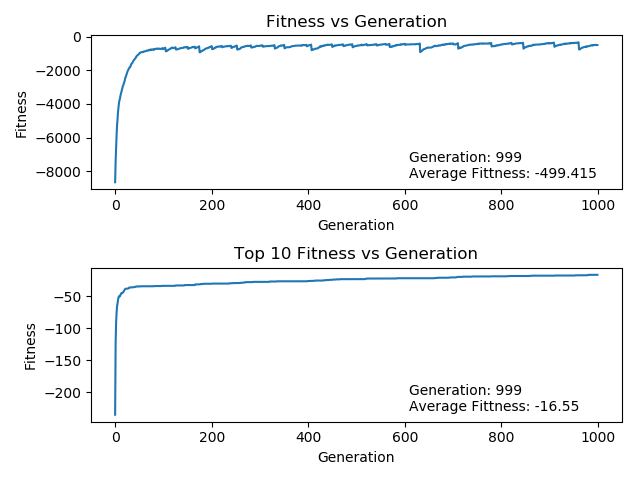 Fitness vs Generation
0
−2000
−4000
−6000
−8000
Fitness
Generation: 999
Average Fittness: -499.415
0 200 400 600 800 1000
Generation
Top 10 Fitness vs Generation
−50
−100
−150
−200
Fitness
Generation: 999
Average Fittness: -16.55
0 200 400 600 800 1000
Generation